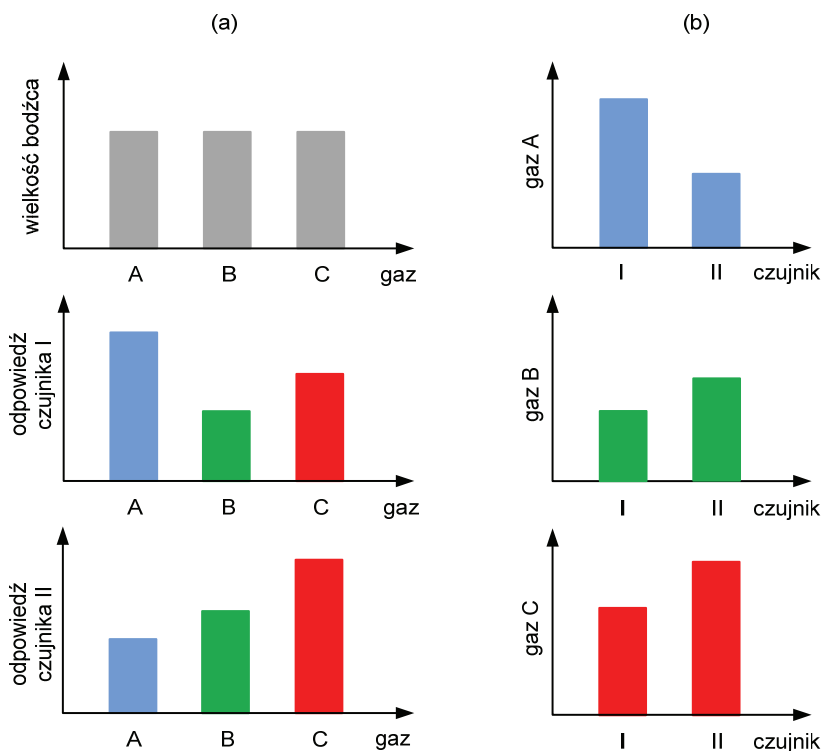 (a)
wielkość bodźca
A B C gaz
odpowiedź
czujnika I
A B C gaz
odpowiedź
czujnika II
A B C gaz
(b)
gaz A
I II czujnik
gaz B
I II czujnik
gaz C
I II czujnik